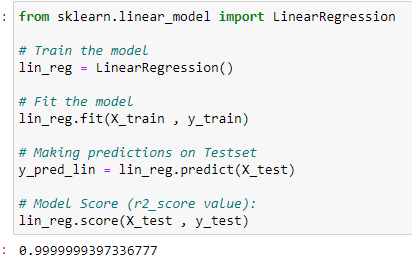 : from sklearn.linear_model import LinearRegression
# Train the model
lin_reg = LinearRegression()
# Fit the model
lin_reg.fit(X_train , y_train)
# Making predictions on Testset
y_pred_lin = lin_reg.predict(X_test)
# Model Score (r2_score value):
lin_reg.score(X_test , y_test)
: 0.9999999397336777